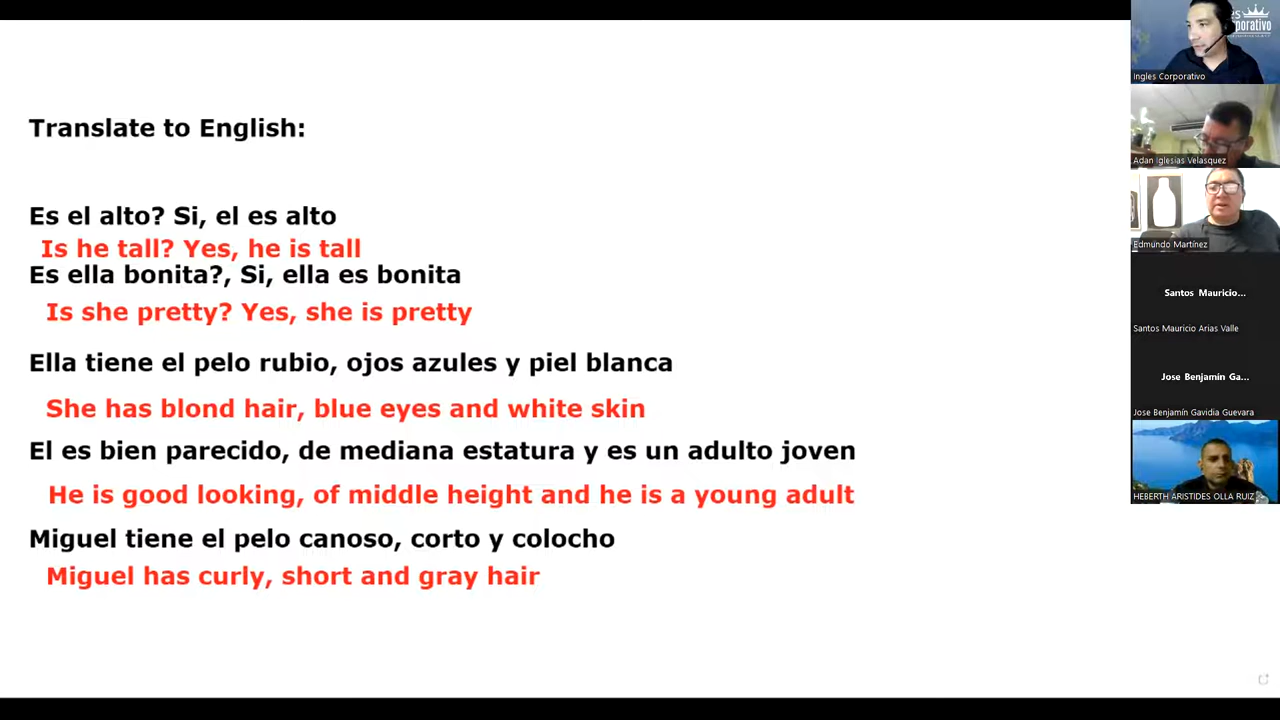 Translate to English:
Es el alto? Si, el es alto
Is he tall? Yes, he is tall
Es ella bonita?, Si, ella es bonita
Is she pretty? Yes, she is pretty
Ella tiene el pelo rubio, ojos azules y piel blanca
She has blond hair, blue eyes and white skin
El es bien parecido, de mediana estatura y es un adulto joven
He is good looking, of middle height and he is a young adult
Miguel tiene el pelo canoso, corto y colocho
Miguel has curly, short and gray hair
Ingles Corporativo
Adan Iglesias Velasquez
Edmundo Martínez
Santos Mauricio...
Santos Mauricio Arias Valle
Jose Benjamín Ga...
Jose Benjamín Gavidia Guevara
HEBERTH ARISTIDES OLLA RUIZ